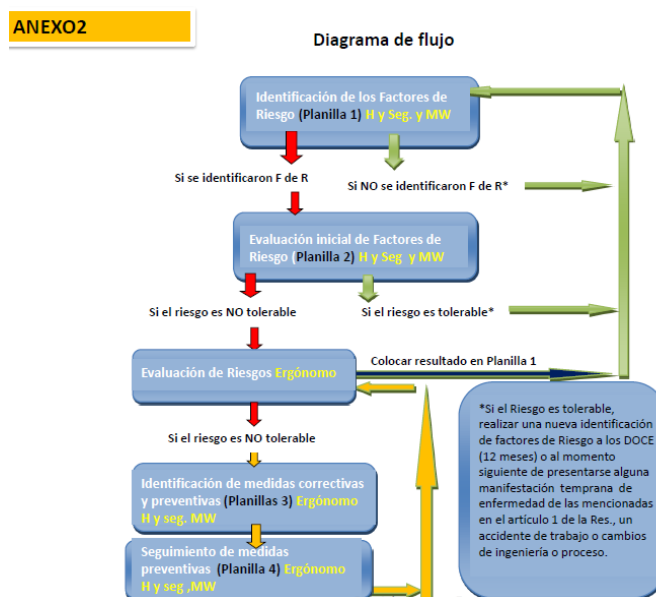 ANEXO2
Diagrama de flujo
Identificación de los Factores de
Riesgo (Planilla 1) H y Seg. y MW
Si se identificaron F de R
Si NO se identificaron F de R*
Evaluación inicial de Factores de
Riesgo (Planilla 2) H y Seg y MW
Si el riesgo es NO tolerable
Si el riesgo es tolerable*
Evaluación de Riesgos Ergónomo
Colocar resultado en Planilla 1
Si el riesgo es NO tolerable
Identificación de medidas correctivas
y preventivas (Planillas 3) Ergónomo
H y seg. MW
Seguimiento de medidas
preventivas (Planilla 4) Ergónomo
H y seg ,MW
*Si el Riesgo es tolerable,
realizar una nueva identificación
de factores de Riesgo a los DOCE
(12 meses) o al momento
siguiente de presentarse alguna
manifestación temprana de
enfermedad de las mencionadas
en el artículo 1 de la Res., un
accidente de trabajo o cambios
de ingeniería o proceso.